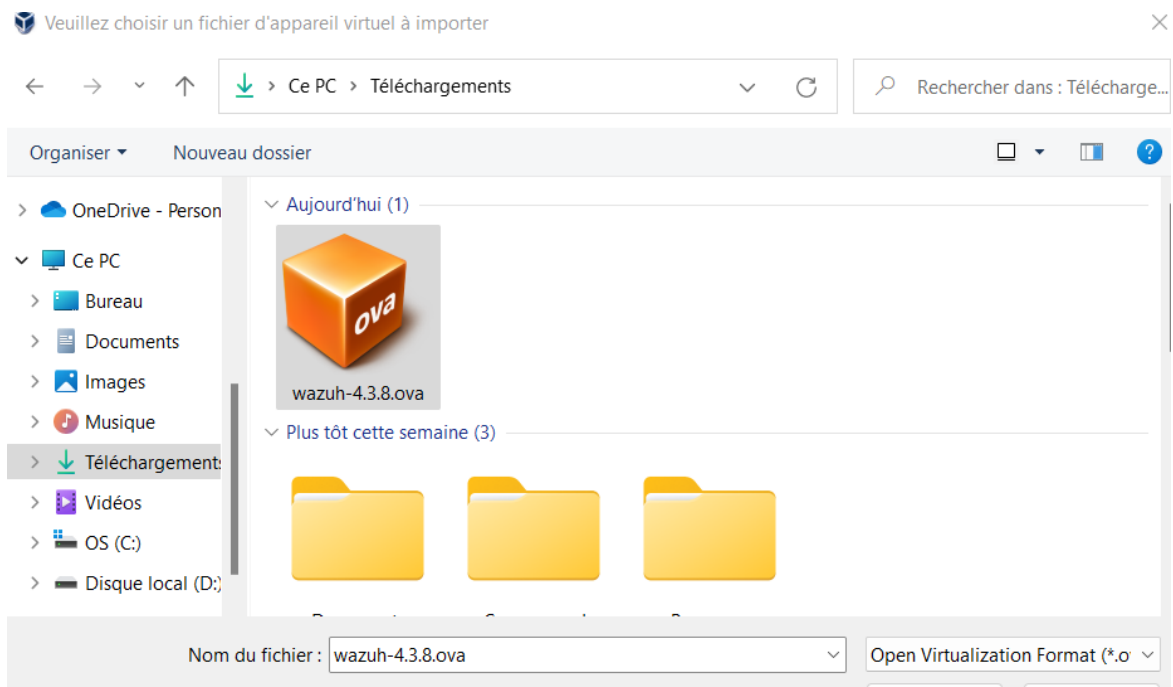 Veuillez choisir un fichier d'appareil virtuel à importer
Ce PC > Téléchargements
Rechercher dans : Télécharge...
Organiser
Nouveau dossier
OneDrive - Person
Ce PC
Bureau
Documents
Images
Musique
Téléchargements
Vidéos
OS (C:)
Disque local (D:)
Aujourd'hui (1)
ova
wazuh-4.3.8.ova
Plus tôt cette semaine (3)
Nom du fichier : wazuh-4.3.8.ova
Open Virtualization Format (*.o